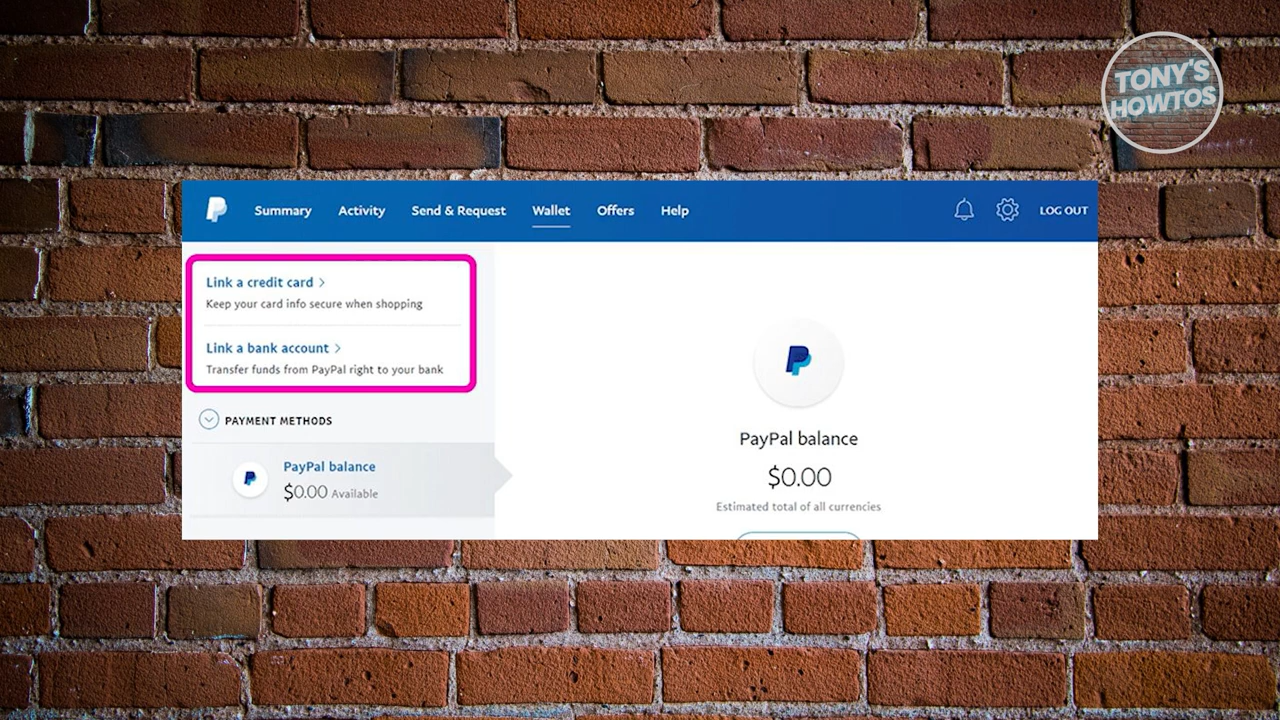 TONY'S
HOWTOS
Summary Activity Send & Request Wallet Offers Help LOG OUT
Link a credit card >
Keep your card info secure when shopping
Link a bank account >
Transfer funds from PayPal right to your bank
PAYMENT METHODS
PayPal balance
$0.00 Available
PayPal balance
$0.00
Estimated total of all currencies